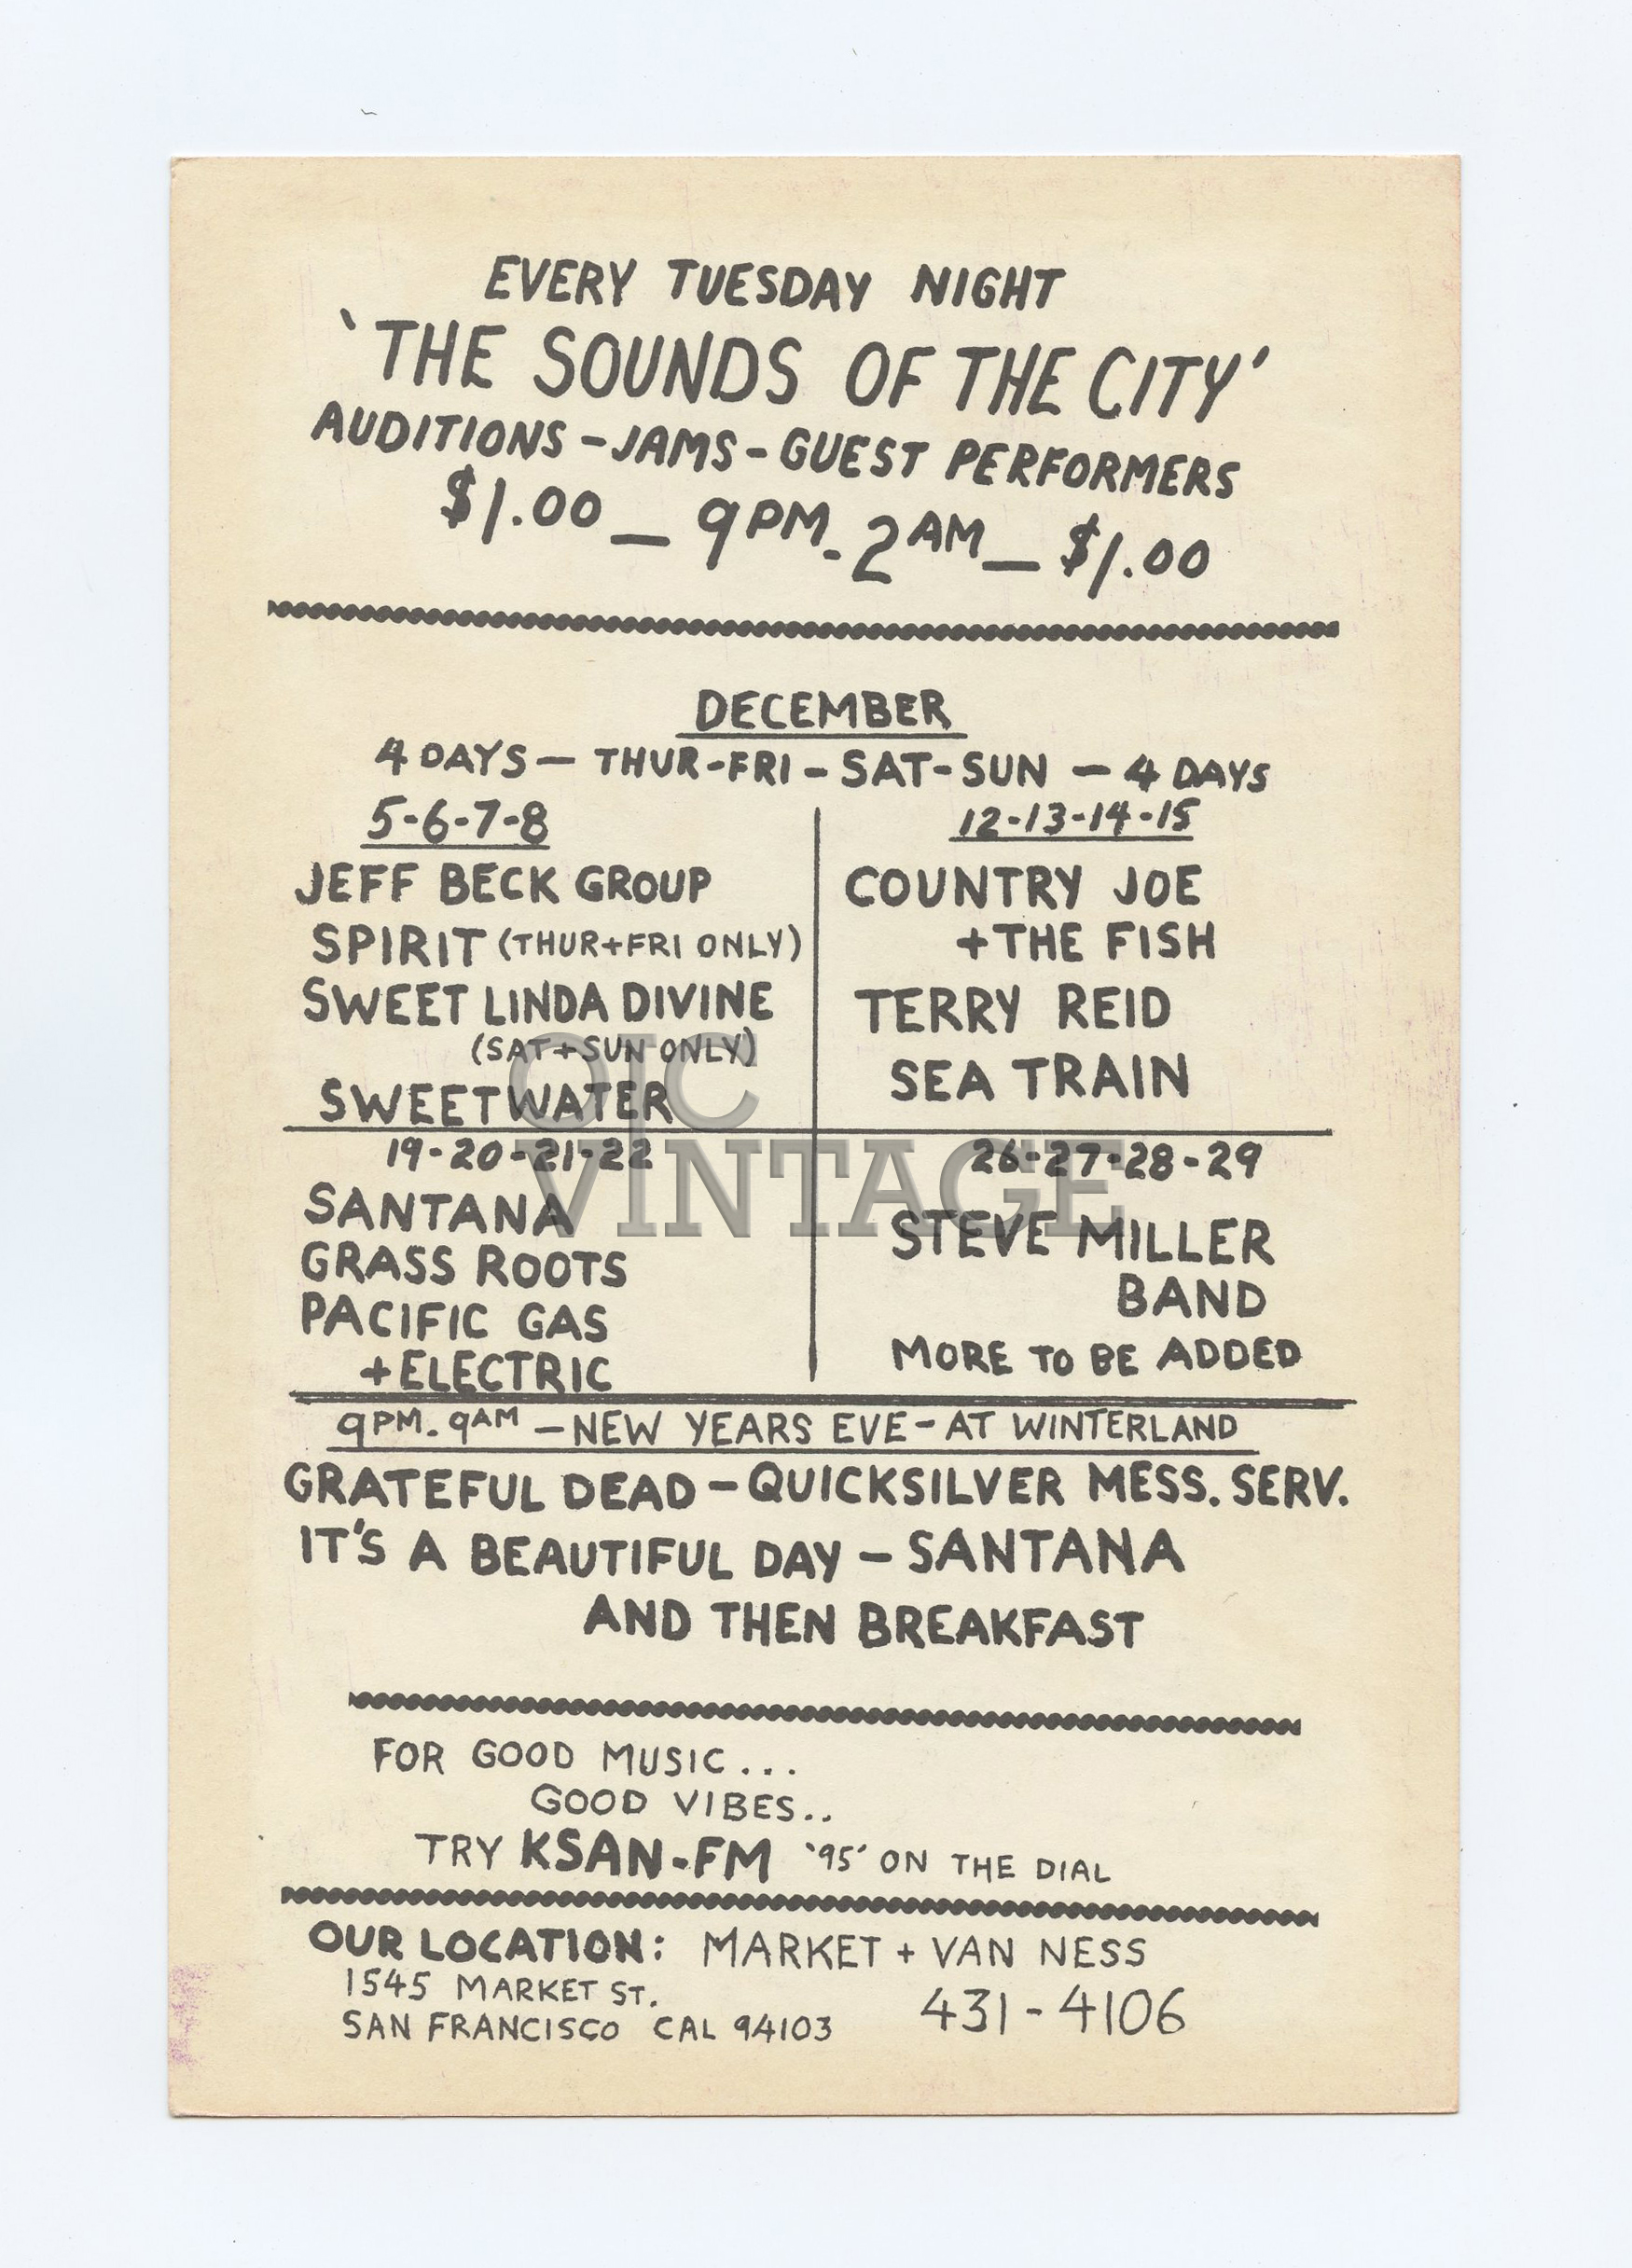 EVERY TUESDAY NIGHT
'THE SOUNDS OF THE CITY'
AUDITIONS - JAMS - GUEST PERFORMERS
$1.00 — 9PM - 2AM — $1.00
DECEMBER
4 DAYS — THUR-FRI - SAT-SUN — 4 DAYS
5-6-7-8
JEFF BECK GROUP
SPIRIT (THUR+FRI ONLY)
SWEET LINDA DIVINE
(SAT+SUN ONLY)
SWEETWATER
12-13-14-15
COUNTRY JOE
+THE FISH
TERRY REID
SEA TRAIN
19-20-21-22
SANTANA
GRASS ROOTS
PACIFIC GAS
+ELECTRIC
26-27-28-29
STEVE MILLER
BAND
MORE TO BE ADDED
9PM-9AM — NEW YEARS EVE - AT WINTERLAND
GRATEFUL DEAD - QUICKSILVER MESS. SERV.
IT'S A BEAUTIFUL DAY - SANTANA
AND THEN BREAKFAST
FOR GOOD MUSIC...
GOOD VIBES..
TRY KSAN-FM '95' ON THE DIAL
OUR LOCATION: MARKET + VAN NESS
1545 MARKET ST.
SAN FRANCISCO CAL 94103
431-4106
VINTAGE